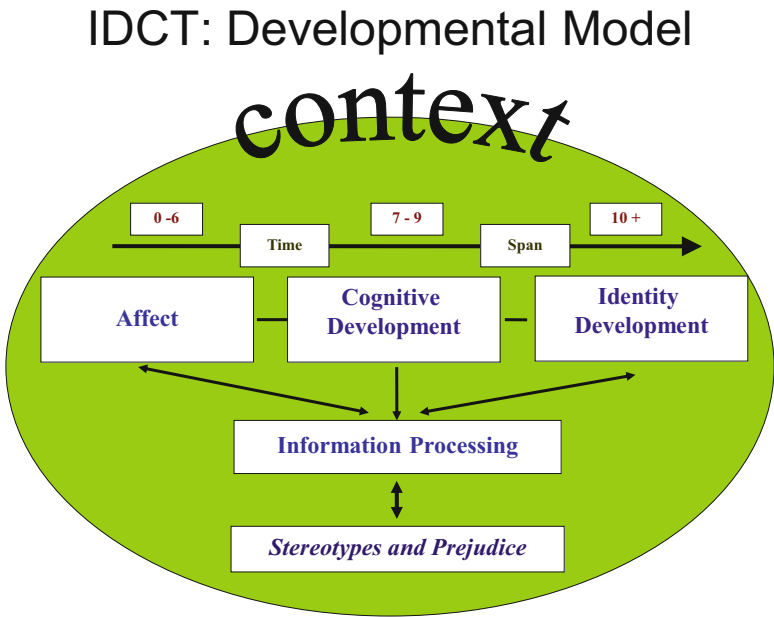 IDCT: Developmental Model
context
0 -6
7 - 9
10 +
Time
Span
Affect
Cognitive
Development
Identity
Development
Information Processing
Stereotypes and Prejudice